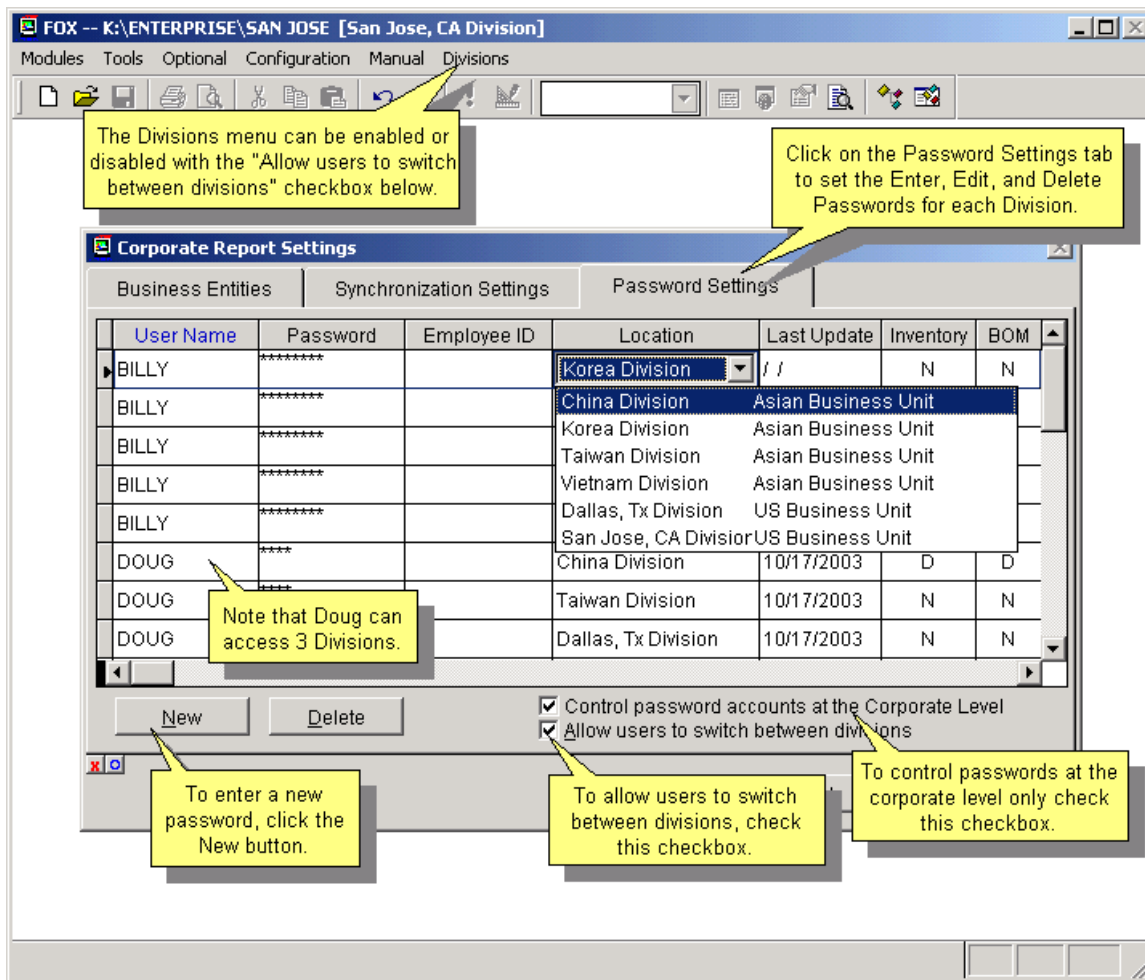 FOX -- K:\ENTERPRISE\SAN JOSE [San Jose, CA Division]
Modules Tools Optional Configuration Manual Divisions
The Divisions menu can be enabled or
disabled with the "Allow users to switch
between divisions" checkbox below.
Click on the Password Settings tab
to set the Enter, Edit, and Delete
Passwords for each Division.
Corporate Report Settings
Business Entities Synchronization Settings Password Settings
User Name Password Employee ID Location Last Update Inventory BOM
BILLY ******** Korea Division / / N N
BILLY ******** China Division Asian Business Unit
Korea Division Asian Business Unit
BILLY ******** Taiwan Division Asian Business Unit
BILLY ******** Vietnam Division Asian Business Unit
Dallas, Tx Division US Business Unit
BILLY ******** San Jose, CA Division US Business Unit
DOUG **** China Division 10/17/2003 D D
DOUG **** Taiwan Division 10/17/2003 N N
DOUG Dallas, Tx Division 10/17/2003 N N
Note that Doug can
access 3 Divisions.
New Delete
Control password accounts at the Corporate Level
Allow users to switch between divisions
x o
To enter a new
password, click the
New button.
To allow users to switch
between divisions, check
this checkbox.
To control passwords at the
corporate level only check
this checkbox.